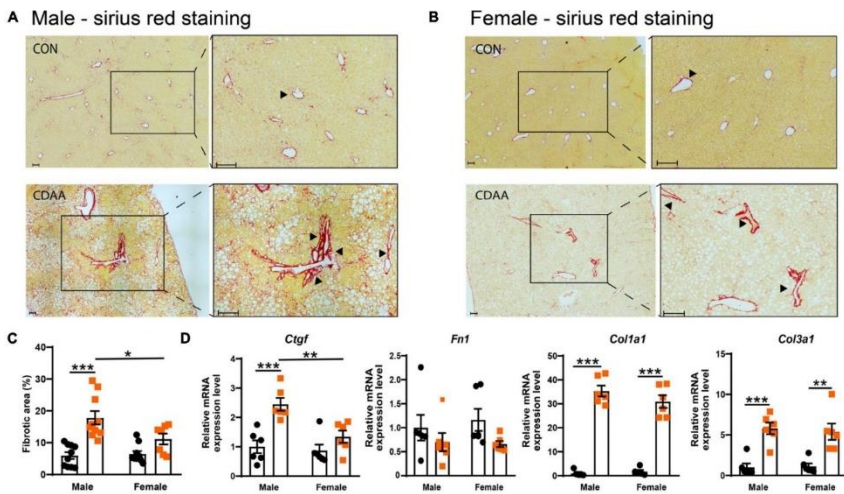 A Male - sirius red staining
CON
CDAA
B Female - sirius red staining
CON
CDAA
C
Fibrotic area (%)
40
30
20
10
0
***
*
Male Female
D
Ctgf
Relative mRNA
expression level
4
3
2
1
0
***
**
Male Female
Fn1
Relative mRNA
expression level
2.5
2.0
1.5
1.0
0.5
0.0
Male Female
Col1a1
Relative mRNA
expression level
60
40
20
0
***
***
Male Female
Col3a1
Relative mRNA
expression level
15
10
5
0
***
**
Male Female